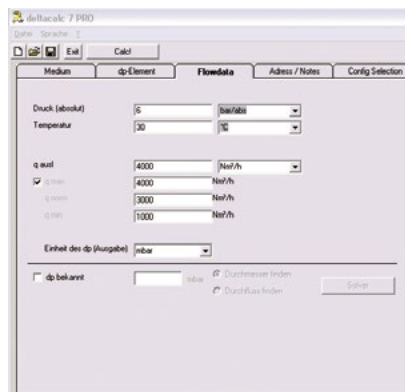 deltacalc 7 PRO
Datei Sprache ?
Exit Calc!
Medium dp-Element Flowdata Adress / Notes Config Selection
Druck (absolut) 6 bar/abs
Temperatur 30 °C
q ausl 4000 Nm³/h
q max 4000 Nm³/h
q norm 3000 Nm³/h
q min 1000 Nm³/h
Einheit des dp (Ausgabe) mbar
dp bekannt mbar Durchmesser finden
Durchfluss finden
Solver